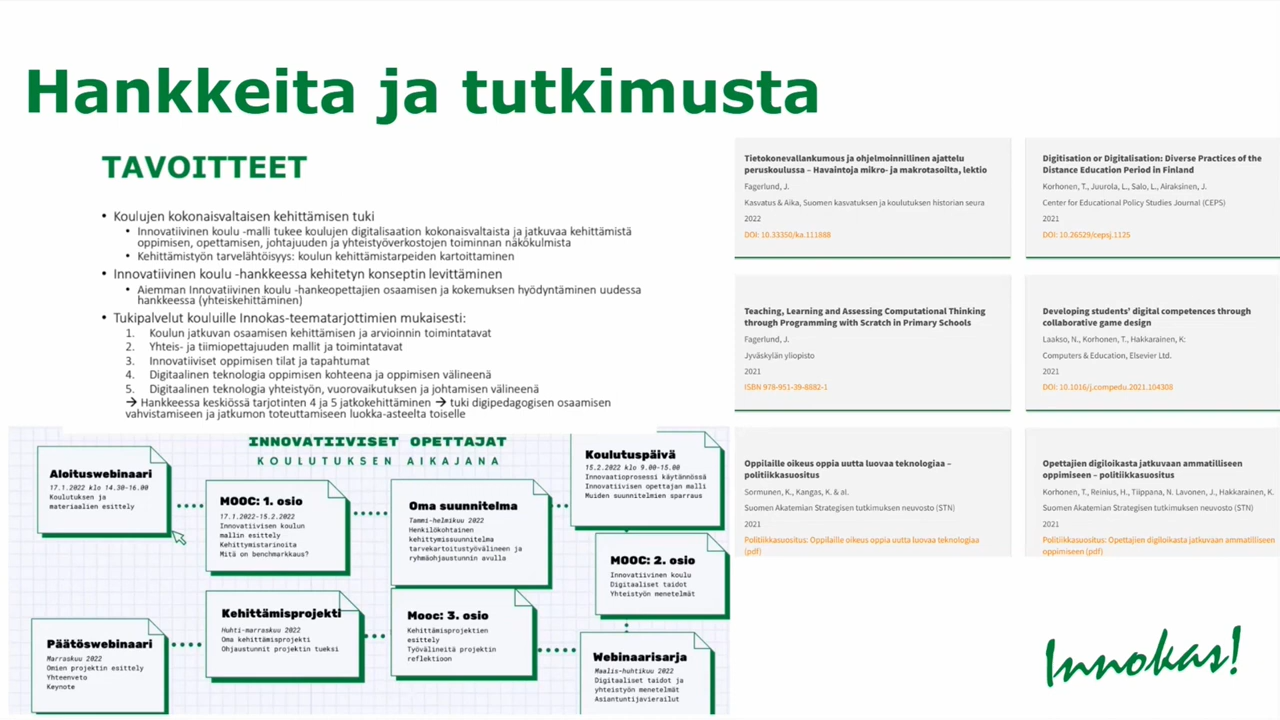 Hankkeita ja tutkimusta
TAVOITTEET
• Koulujen kokonaisvaltaisen kehittämisen tuki
• Innovatiivinen koulu -malli tukee koulujen digitalisaation kokonaisvaltaista ja jatkuvaa kehittämistä
oppimisen, opettamisen, johtajuuden ja yhteistyöverkostojen toiminnan näkökulmista
• Kehittämistyön tarvelähtöisyys: koulun kehittämistarpeiden kartoittaminen
• Innovatiivinen koulu -hankkeessa kehitetyn konseptin levittäminen
• Aiemman Innovatiivinen koulu -hankeopettajien osaamisen ja kokemuksen hyödyntäminen uudessa
hankkeessa (yhteiskehittäminen)
• Tukipalvelut kouluille Innokas-teematarjottimien mukaisesti:
1. Koulun jatkuvan osaamisen kehittämisen ja arvioinnin toimintatavat
2. Yhteis- ja tiimiopettajuuden mallit ja toimintatavat
3. Innovatiiviset oppimisen tilat ja tapahtumat
4. Digitaalinen teknologia oppimisen kohteena ja oppimisen välineenä
5. Digitaalinen teknologia yhteistyön, vuorovaikutuksen ja johtamisen välineenä
→ Hankkeessa keskiössä tarjotinten 4 ja 5 jatkokehittäminen → tuki digipedagogisen osaamisen
vahvistamiseen ja jatkumon toteuttamiseen luokka-asteelta toiselle
INNOVATIIVISET OPETTAJAT
KOULUTUKSEN AIKAJANA
Aloituswebinaari
17.1.2022 klo 14.30-16.00
Koulutuksen ja
materiaalien esittely
MOOC: 1. osio
17.1.2022-15.2.2022
Innovatiivisen koulun
mallin esittely
Kehittymistarinoita
Mitä on benchmarkkaus?
Oma suunnitelma
Tammi-helmikuu 2022
Henkilökohtainen
kehittymissuunnitelma
tarvekartoitustyövälineen ja
ryhmäohjaustunnin avulla
Koulutuspäivä
15.2.2022 klo 9.00-15.00
Innovaatioprosessi käytännössä
Innovatiivisen opettajan malli
Muiden suunnitelmien sparraus
MOOC: 2. osio
Innovatiivinen koulu
Digitaaliset taidot
Yhteistyön menetelmät
Webinaarisarja
Maalis-huhtikuu 2022
Digitaaliset taidot ja
yhteistyön menetelmät
Asiantuntijavierailut
Mooc: 3. osio
Kehittämisprojektien
esittely
Työvälineitä projektin
reflektioon
Kehittämisprojekti
Huhti-marraskuu 2022
Oma kehittämisprojekti
Ohjaustunnit projektin tueksi
Päätöswebinaari
Marraskuu 2022
Omien projektin esittely
Yhteenveto
Keynote
Tietokonevallankumous ja ohjelmoinnillinen ajattelu
peruskoulussa – Havaintoja mikro- ja makrotasoilta, lektio
Fagerlund, J.
Kasvatus & Aika, Suomen kasvatuksen ja koulutuksen historian seura
2022
DOI: 10.33350/ka.111888
Digitisation or Digitalisation: Diverse Practices of the
Distance Education Period in Finland
Korhonen, T., Juurola, L., Salo, L., Airaksinen, J.
Center for Educational Policy Studies Journal (CEPS)
2021
DOI: 10.26529/cepsj.1125
Teaching, Learning and Assessing Computational Thinking
through Programming with Scratch in Primary Schools
Fagerlund, J.
Jyväskylän yliopisto
2021
ISBN 978-951-39-8882-1
Developing students' digital competences through
collaborative game design
Laakso, N., Korhonen, T., Hakkarainen, K:
Computers & Education, Elsevier Ltd.
2021
DOI: 10.1016/j.compedu.2021.104308
Oppilaille oikeus oppia uutta luovaa teknologiaa –
politiikkasuositus
Sormunen, K., Kangas, K. & al.
Suomen Akatemian Strategisen tutkimuksen neuvosto (STN)
2021
Politiikkasuositus: Oppilaille oikeus oppia uutta luovaa teknologiaa
(pdf)
Opettajien digiloikasta jatkuvaan ammatilliseen
oppimiseen – politiikkasuositus
Korhonen, T., Reinius, H., Tiippana, N. Lavonen, J., Hakkarainen, K.
Suomen Akatemian Strategisen tutkimuksen neuvosto (STN)
2021
Politiikkasuositus: Opettajien digiloikasta jatkuvaan ammatilliseen
oppimiseen (pdf)
Innokas!